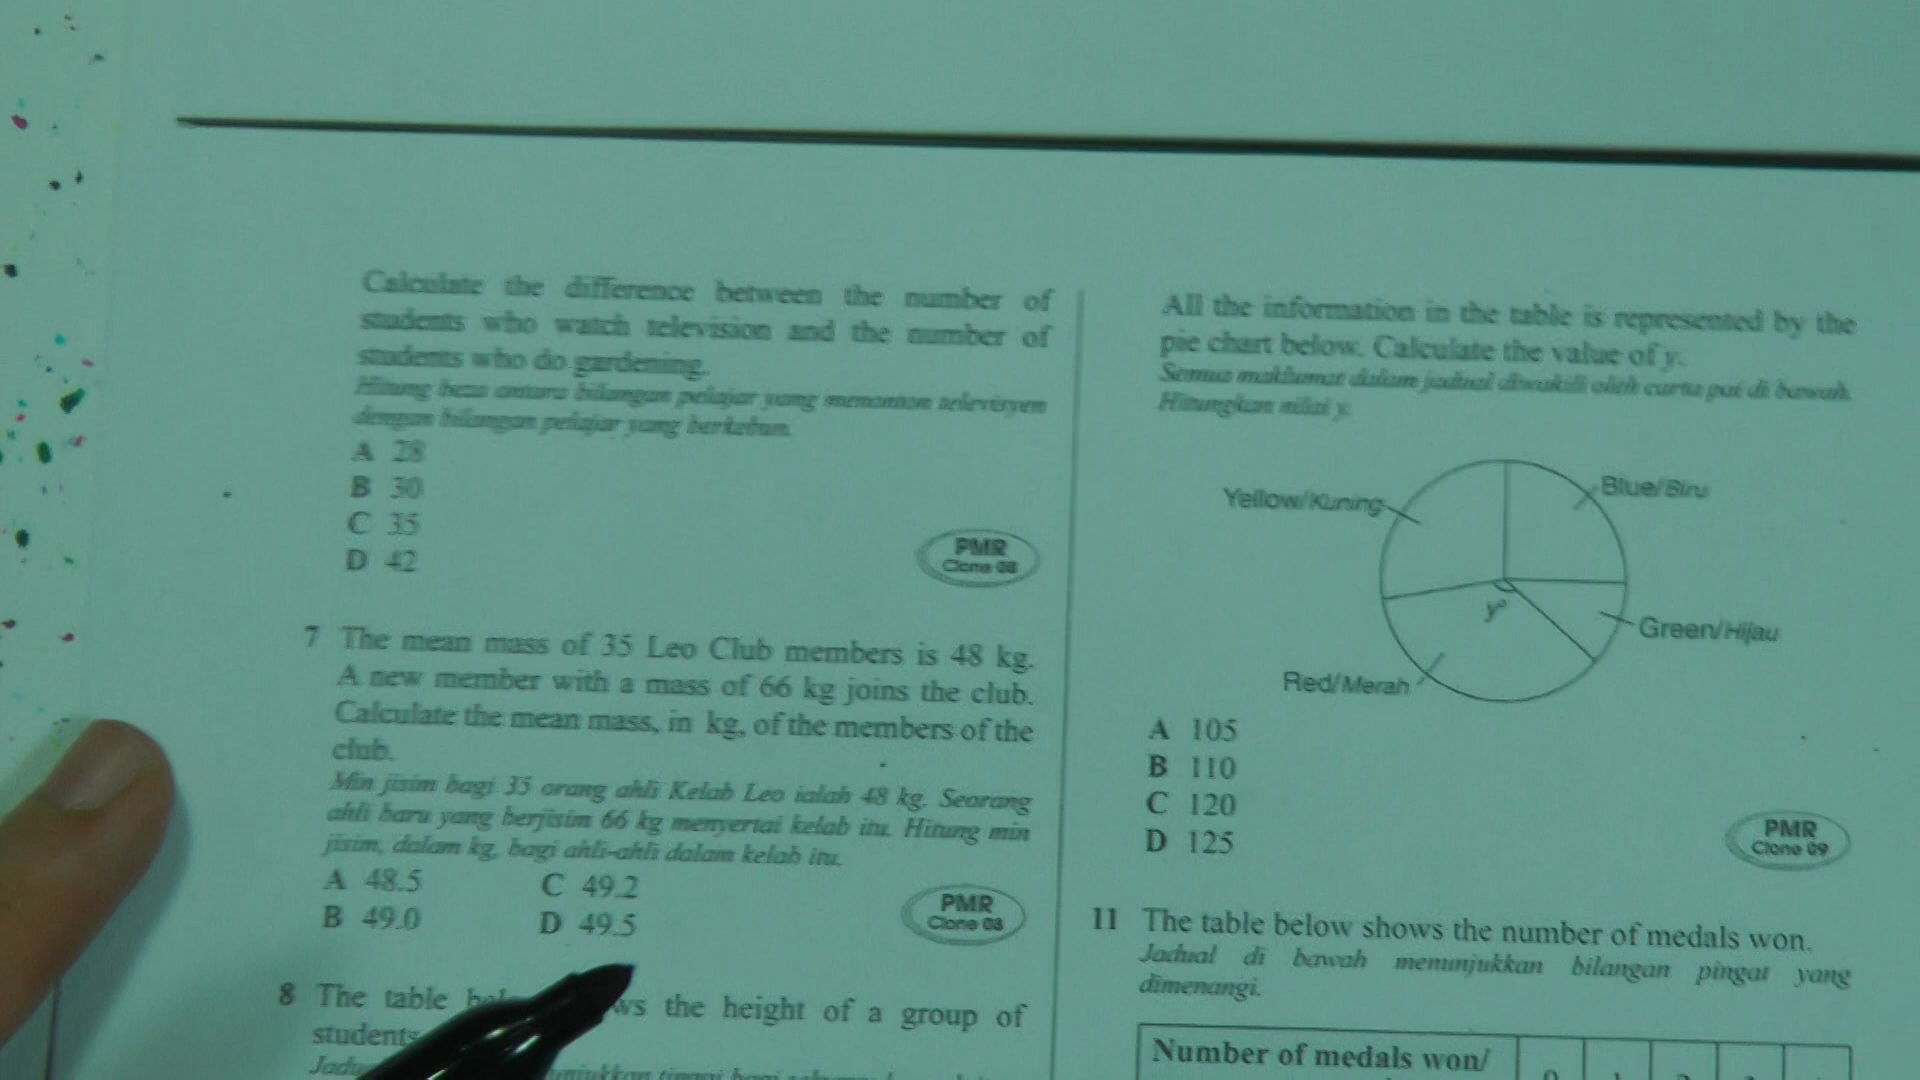 Calculate the difference between the number of
students who watch television and the number of
students who do gardening.
Hitung beza antara bilangan pelajar yang menonton televisyen
dengan bilangan pelajar yang berkebun.
A 28
B 30
C 35
D 42
PMR
Clone 08
7 The mean mass of 35 Leo Club members is 48 kg.
A new member with a mass of 66 kg joins the club.
Calculate the mean mass, in kg, of the members of the
club.
Min jisim bagi 35 orang ahli Kelab Leo ialah 48 kg. Seorang
ahli baru yang berjisim 66 kg menyertai kelab itu. Hitung min
jisim, dalam kg, bagi ahli-ahli dalam kelab itu.
A 48.5 C 49.2
B 49.0 D 49.5
PMR
Clone 08
8 The table the height of a group of
students
All the information in the table is represented by the
pie chart below. Calculate the value of y.
Semua maklumat dalam jadual diwakili oleh carta pai di bawah.
Hitungkan nilai y.
Yellow/Kuning
Blue/Biru
y°
Green/Hijau
Red/Merah
A 105
B 110
C 120
D 125
PMR
Clone 09
11 The table below shows the number of medals won.
Jadual di bawah menunjukkan bilangan pingat yang
dimenangi.
Number of medals won/